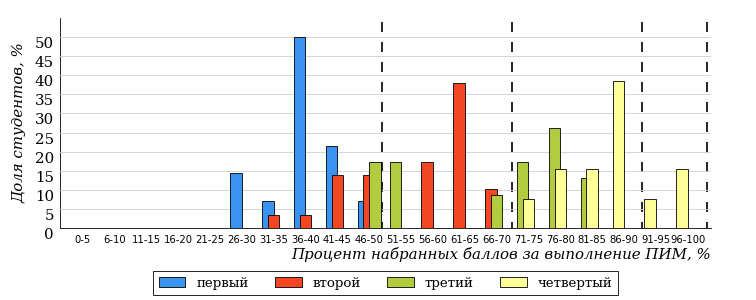 Доля студентов, %
50
45
40
35
30
25
20
15
10
5
0
0-5 6-10 11-15 16-20 21-25 26-30 31-35 36-40 41-45 46-50 51-55 56-60 61-65 66-70 71-75 76-80 81-85 86-90 91-95 96-100
Процент набранных баллов за выполнение ПИМ, %
первый второй третий четвертый